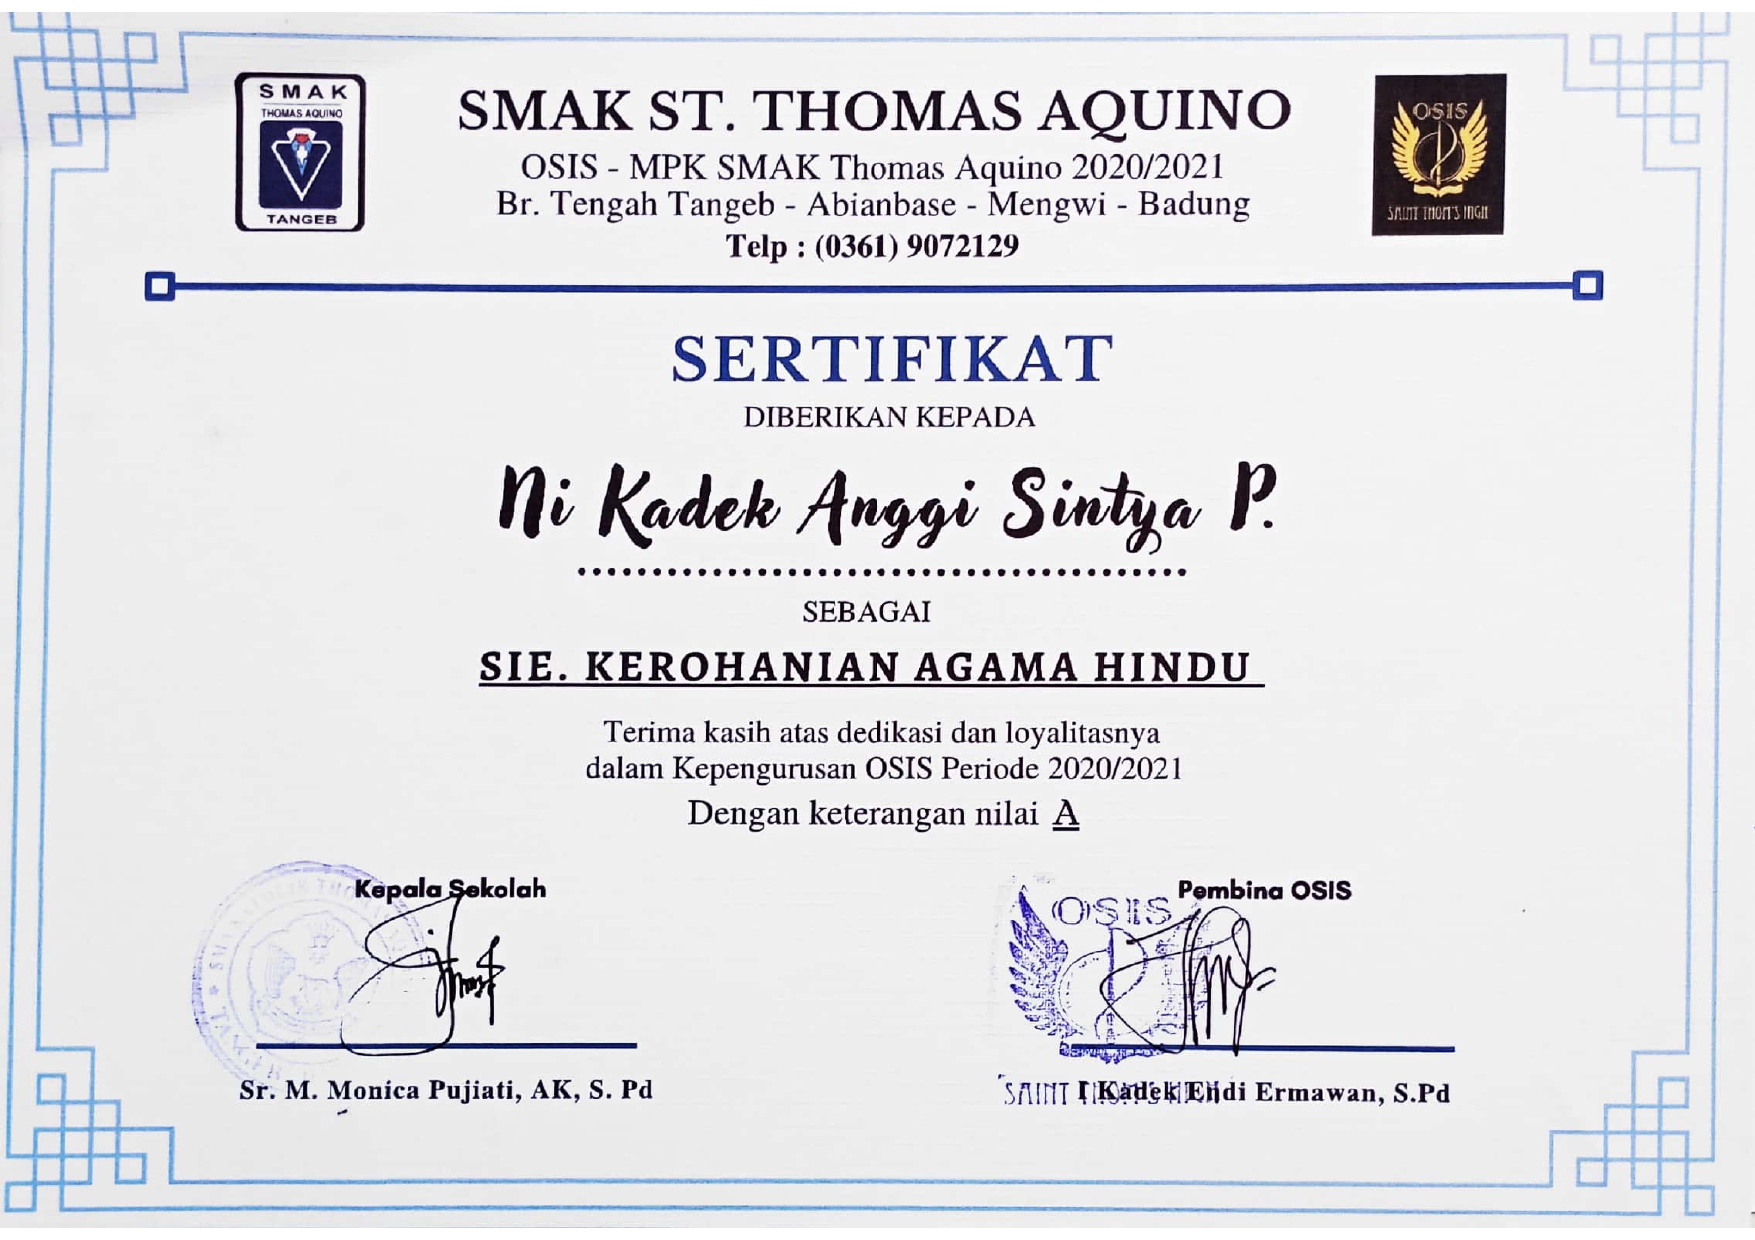 SMAK
THOMAS AQUINO
TANGEB
SMAK ST. THOMAS AQUINO
OSIS - MPK SMAK Thomas Aquino 2020/2021
Br. Tengah Tangeb - Abianbase - Mengwi - Badung
Telp : (0361) 9072129
OSIS
SAINT THOM'S HIGH
SERTIFIKAT
DIBERIKAN KEPADA
Ni Kadek Anggi Sintya P.
SEBAGAI
SIE. KEROHANIAN AGAMA HINDU
Terima kasih atas dedikasi dan loyalitasnya
dalam Kepengurusan OSIS Periode 2020/2021
Dengan keterangan nilai A
Kepala Sekolah
Sr. M. Monica Pujiati, AK, S. Pd
Pembina OSIS
OSIS
SAINT
I Kadek Endi Ermawan, S.Pd